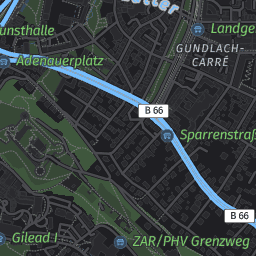 Landge
unsthalle
GUNDLACH-
CARRÉ
Adenauerplatz
B 66
Sparrenstraß
B 66
Gilead I
ZAR/PHV Grenzweg